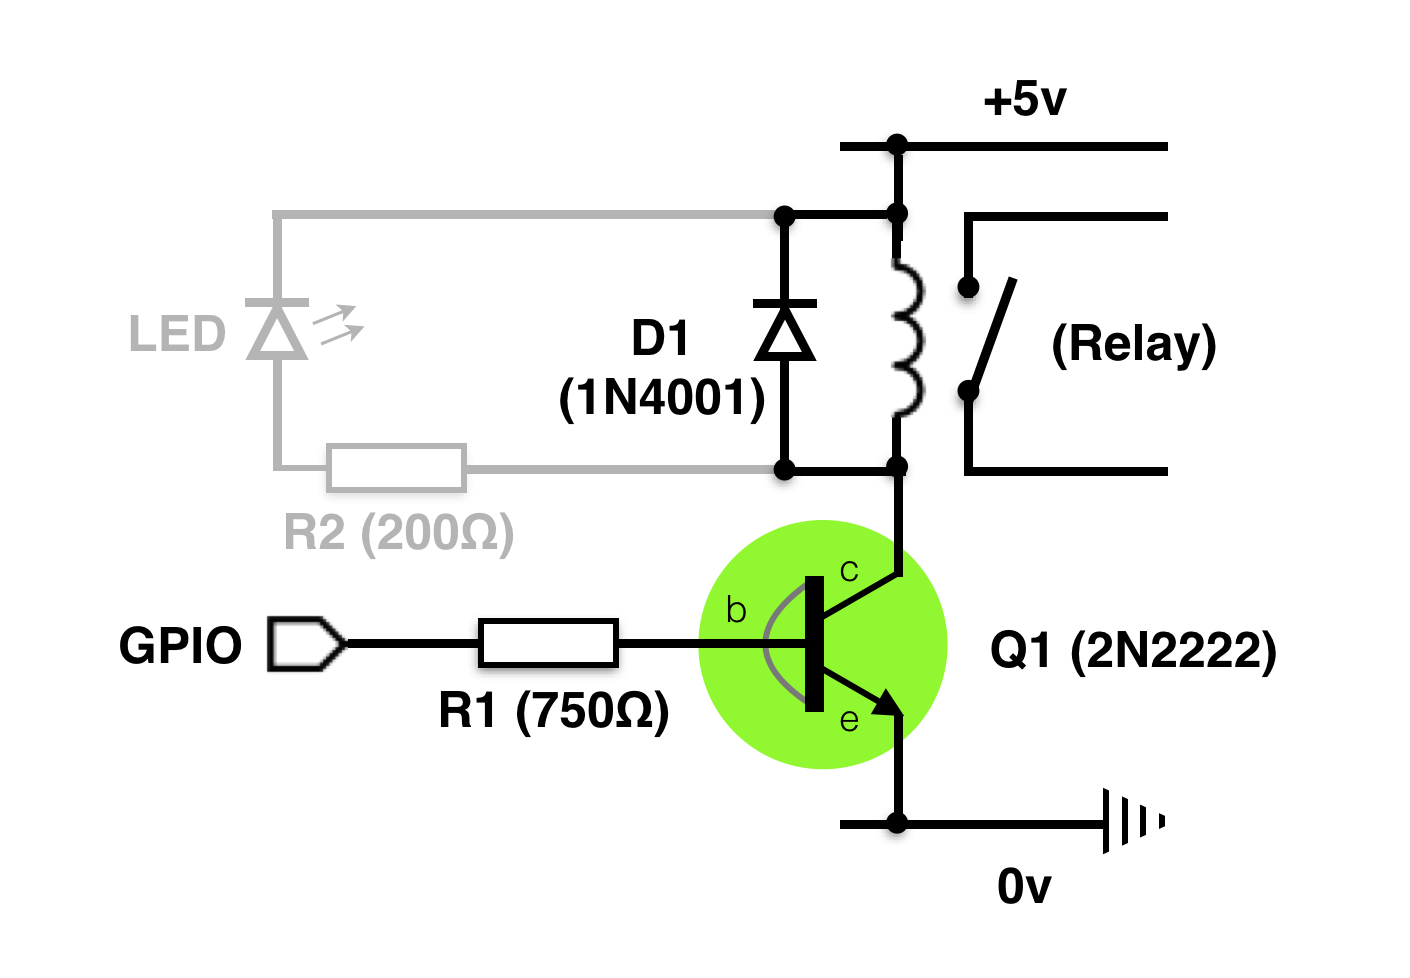 +5v
LED
D1
(1N4001)
(Relay)
R2 (200Ω)
c
b
GPIO
Q1 (2N2222)
R1 (750Ω)
e
0v